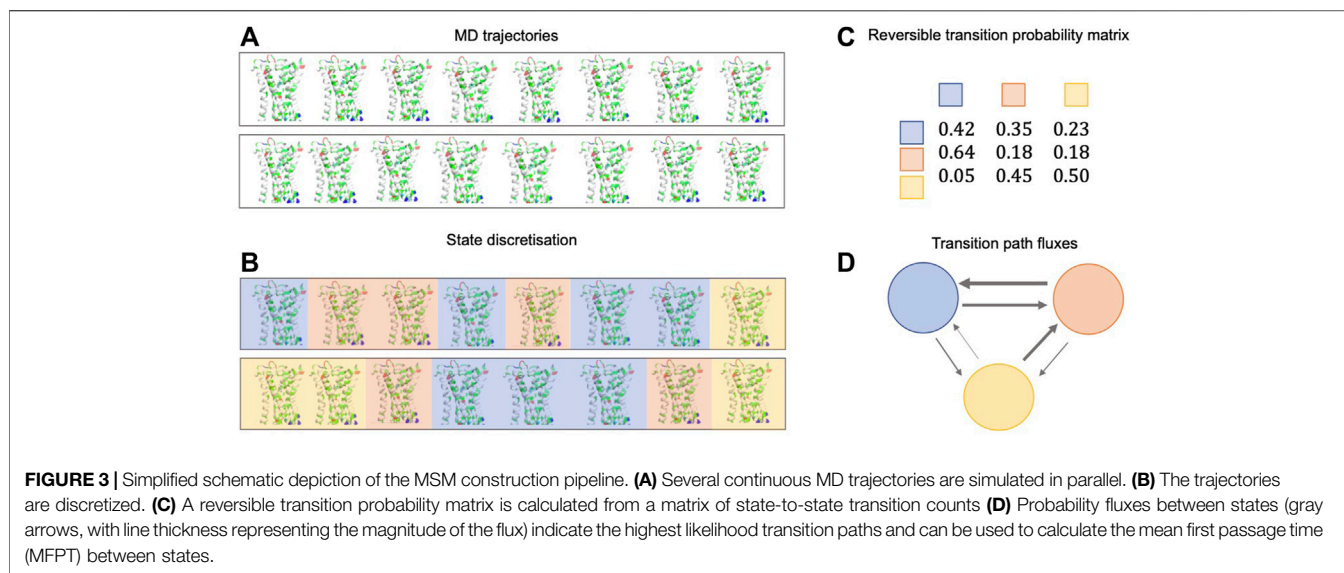 A
MD trajectories
C
Reversible transition probability matrix
0.42 0.35 0.23
0.64 0.18 0.18
0.05 0.45 0.50
State discretisation
B
Transition path fluxes
D
FIGURE 3 | Simplified schematic depiction of the MSM construction pipeline. (A) Several continuous MD trajectories are simulated in parallel. (B) The trajectories
are discretized. (C) A reversible transition probability matrix is calculated from a matrix of state-to-state transition counts (D) Probability fluxes between states (gray
arrows, with line thickness representing the magnitude of the flux) indicate the highest likelihood transition paths and can be used to calculate the mean first passage time
(MFPT) between states.